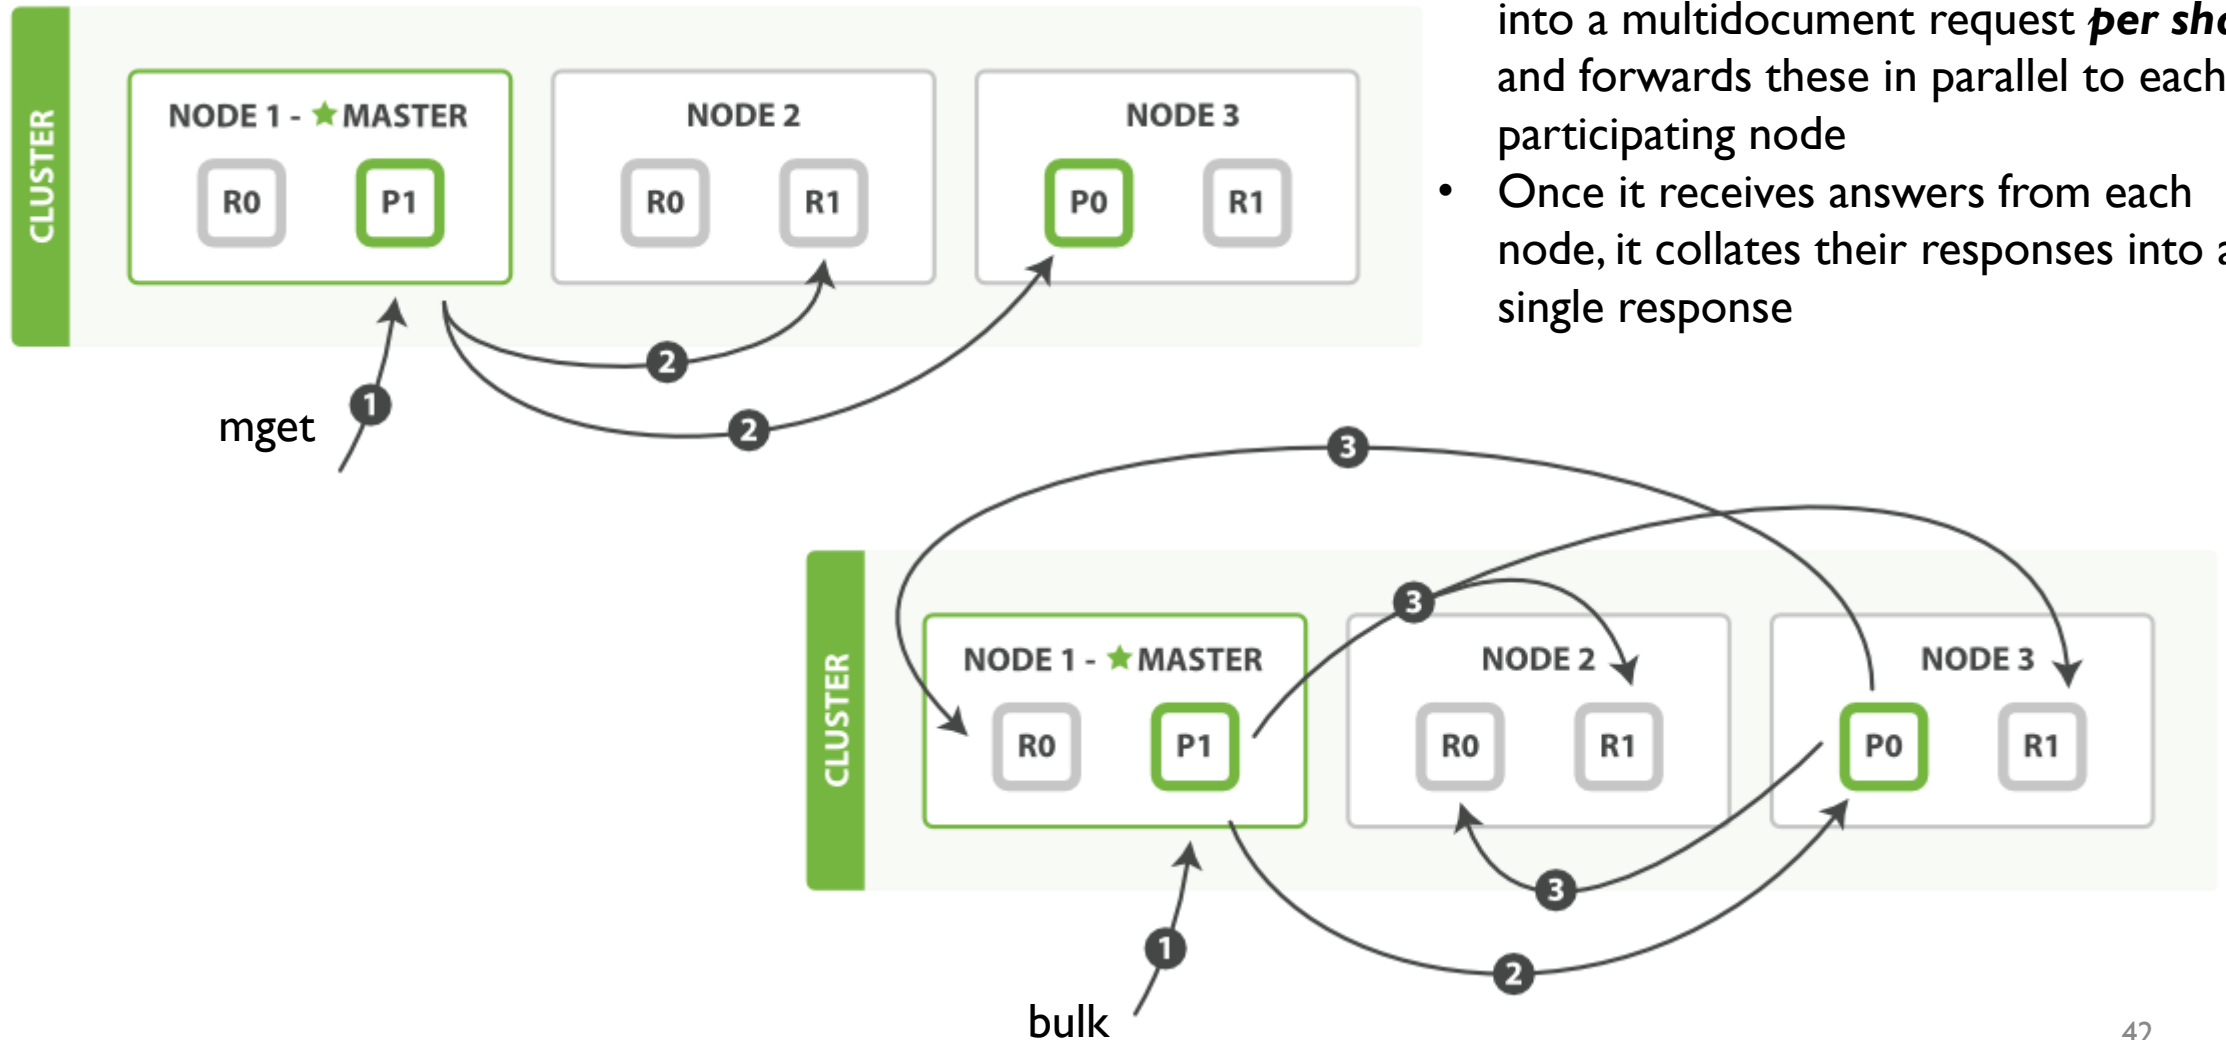 into a multidocument request per sha
and forwards these in parallel to each
participating node
• Once it receives answers from each
node, it collates their responses into a
single response
CLUSTER
NODE 1 - ★ MASTER
R0
P1
NODE 2
R0
R1
NODE 3
P0
R1
2
1
mget
2
3
3
CLUSTER
NODE 1 - ★ MASTER
R0
P1
NODE 2
R0
R1
NODE 3
P0
R1
3
1
2
bulk
42